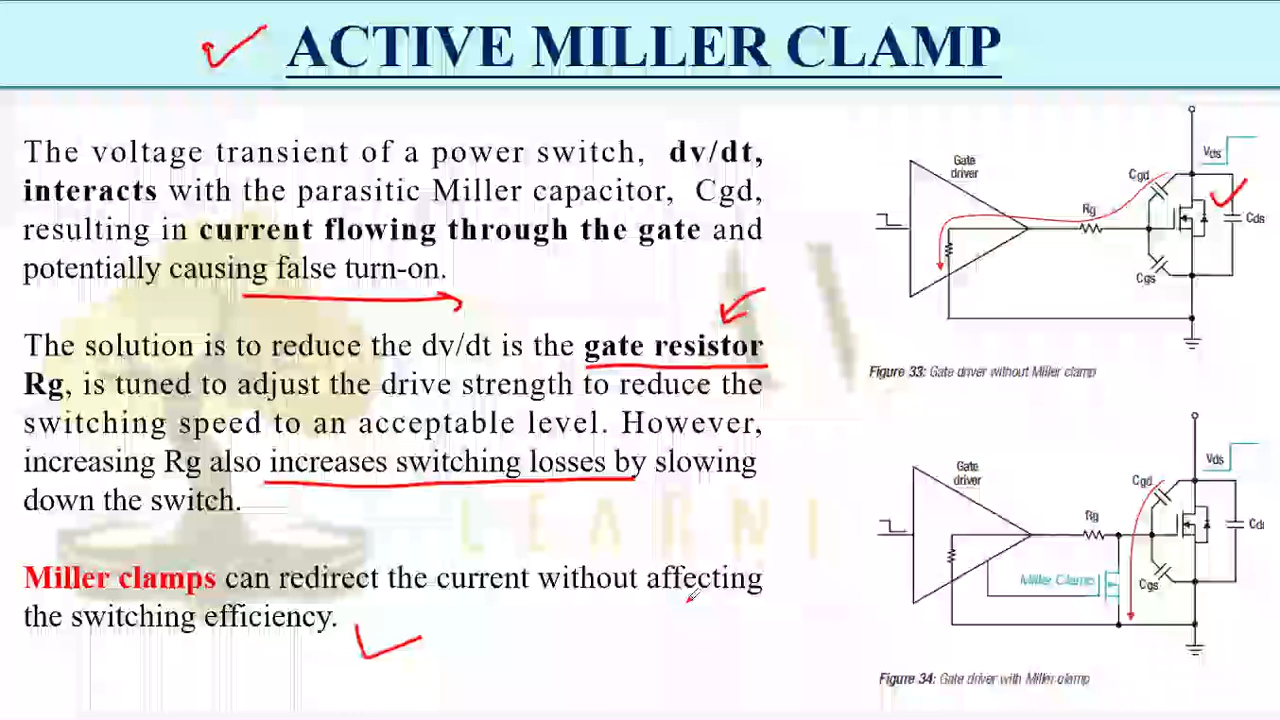 ACTIVE MILLER CLAMP
The voltage transient of a power switch, dv/dt,
interacts with the parasitic Miller capacitor, Cgd,
resulting in current flowing through the gate and
potentially causing false turn-on.
The solution is to reduce the dv/dt is the gate resistor
Rg, is tuned to adjust the drive strength to reduce the
switching speed to an acceptable level. However,
increasing Rg also increases switching losses by slowing
down the switch.
Miller clamps can redirect the current without affecting
the switching efficiency.
Gate
driver
Rg
Cgd
Vds
Cds
Cgs
Figure 33: Gate driver without Miller clamp
Gate
driver
Rg
Cgd
Vds
Cd
Miller Clamp
Cgs
Figure 34: Gate driver with Miller clamp
LEARNI